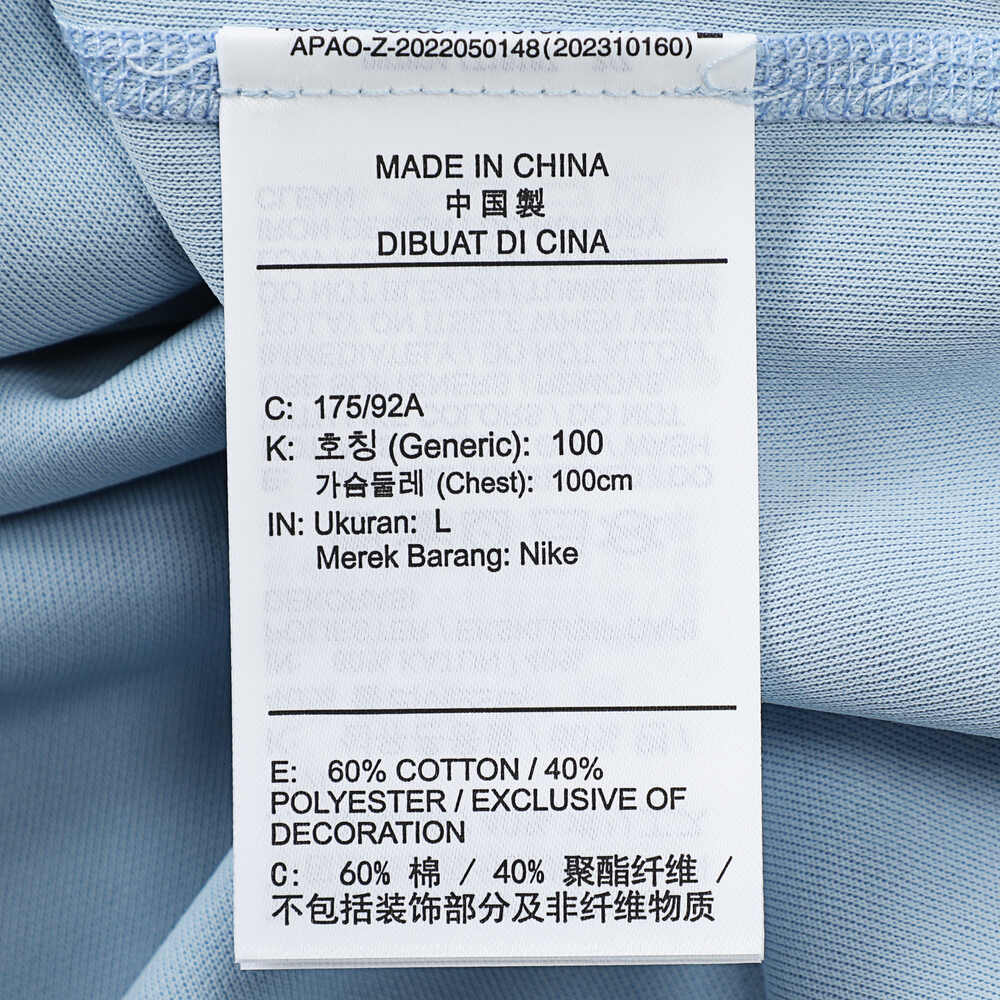 APAO-Z-2022050148(202310160)
MADE IN CHINA
中国製
DIBUAT DI CINA
C: 175/92A
K: 호칭 (Generic): 100
가슴둘레 (Chest): 100cm
IN: Ukuran: L
Merek Barang: Nike
E: 60% COTTON / 40%
POLYESTER / EXCLUSIVE OF
DECORATION
C: 60% 棉 / 40% 聚酯纤维 /
不包括装饰部分及非纤维物质